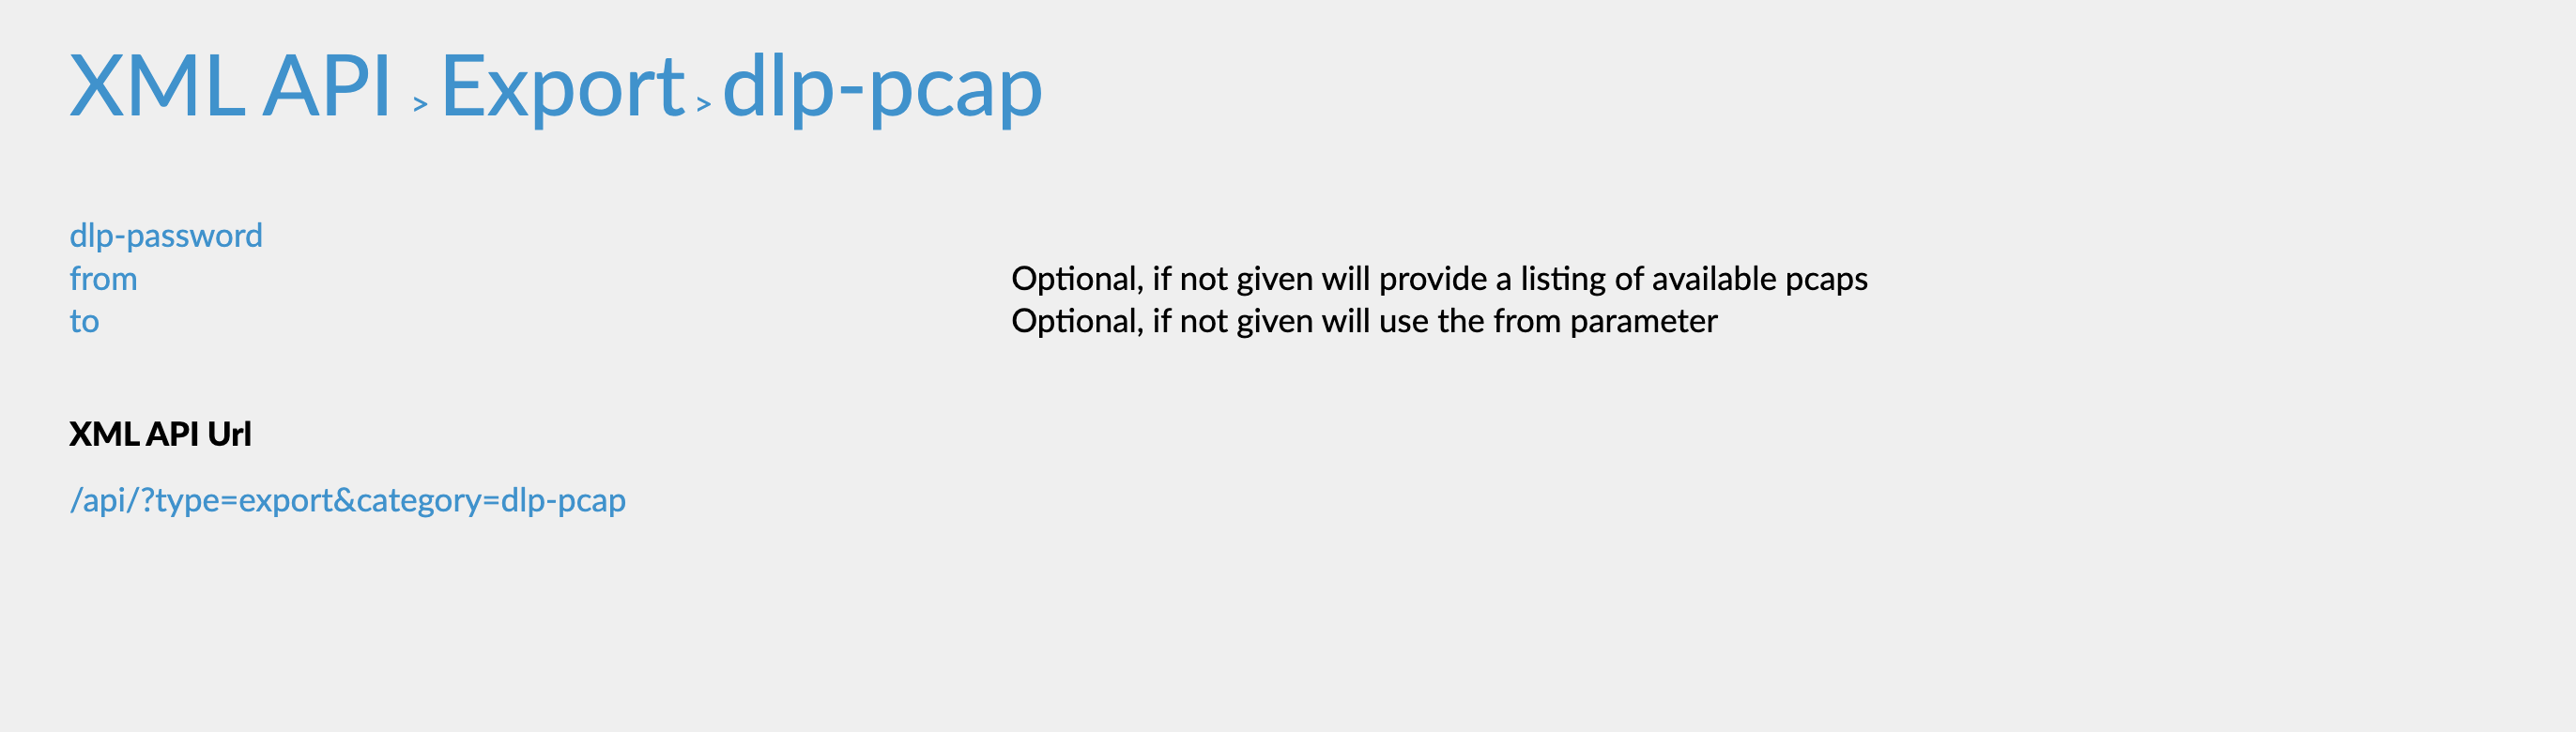 XML API > Export > dlp-pcap
dlp-password
from Optional, if not given will provide a listing of available pcaps
to Optional, if not given will use the from parameter
XML API Url
/api/?type=export&category=dlp-pcap